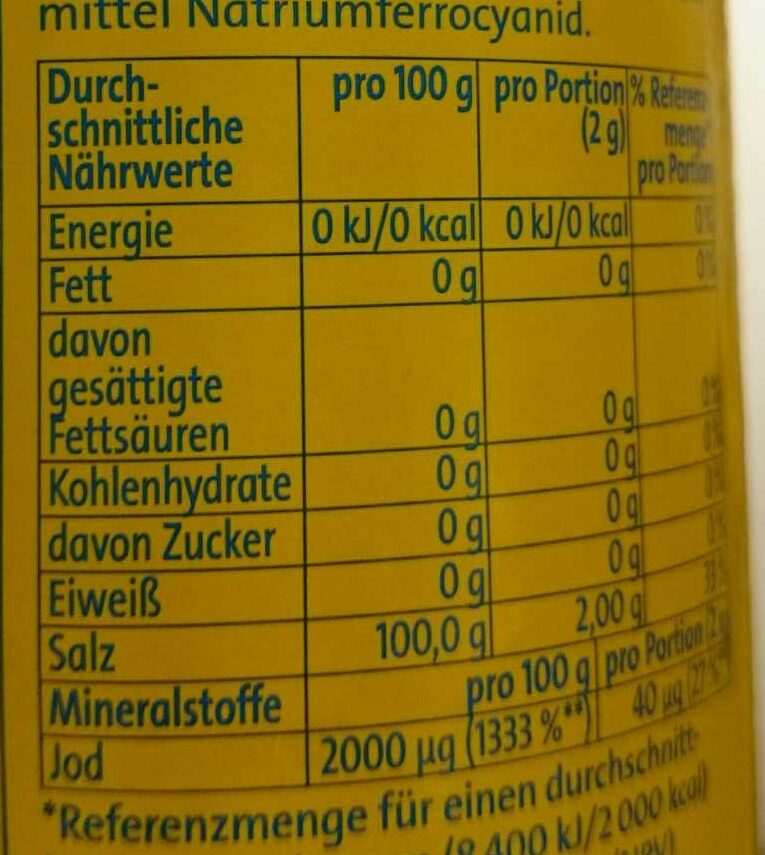 mittel Natriumferrocyanid.
Durch- pro 100 g pro Portion % Referenz
schnittliche (2 g) menge*
Nährwerte pro Portion
Energie 0 kJ/0 kcal 0 kJ/0 kcal 0 %
Fett 0 g 0 g 0 %
davon
gesättigte
Fettsäuren 0 g 0 g 0 %
Kohlenhydrate 0 g 0 g 0 %
davon Zucker 0 g 0 g 0 %
Eiweiß 0 g 0 g 0 %
Salz 100,0 g 2,00 g 33 %
Mineralstoffe pro 100 g pro Portion (2 g
Jod 2000 µg (1333 %**) 40 µg (27 %
*Referenzmenge für einen durchschnitt-
(8 400 kJ/2 000 kcal)